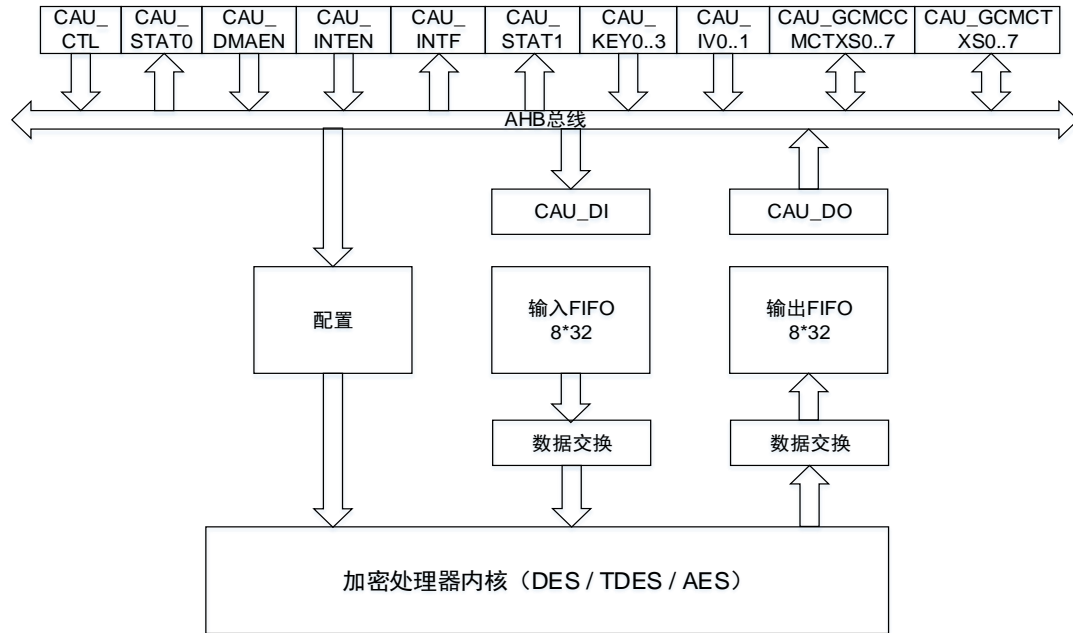 CAU_
CTL
CAU_
STAT0
CAU_
DMAEN
CAU_
INTEN
CAU_
INTF
CAU_
STAT1
CAU_
KEY0..3
CAU_
IV0..1
CAU_GCMCC
MCTXS0..7
CAU_GCMCT
XS0..7
AHB总线
CAU_DI
CAU_DO
配置
输入FIFO
8*32
输出FIFO
8*32
数据交换
数据交换
加密处理器内核（DES / TDES / AES）